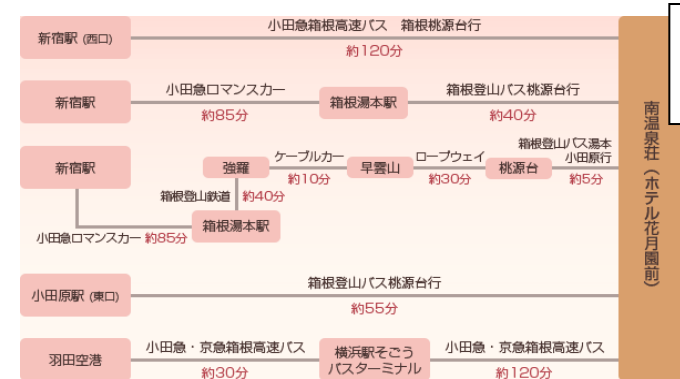 小田急箱根高速バス 箱根桃源台行
新宿駅 (西口)
約120分
小田急ロマンスカー
箱根登山バス桃源台行
新宿駅
箱根湯本駅
約85分
約40分
箱根登山バス湯本
小田原行
ケーブルカー
ロープウェイ
新宿駅
強羅
早雲山
桃源台
約10分
約30分
約5分
箱根登山鉄道
約40分
箱根湯本駅
小田急ロマンスカー 約85分
箱根登山バス桃源台行
小田原駅 (東口)
約55分
小田急・京急箱根高速バス
小田急・京急箱根高速バス
羽田空港
横浜駅そごう
バスターミナル
約30分
約120分
南温泉荘（ホテル花月園前）